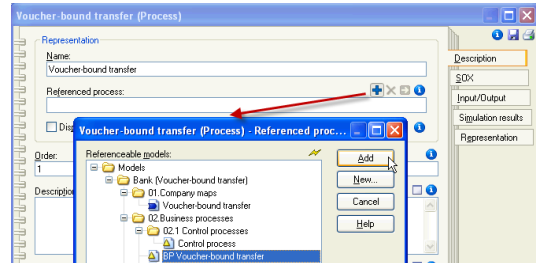 Voucher-bound transfer (Process)
Representation
Name:
Voucher-bound transfer
Referenced process:
Order:
1
Description
SOX
Input/Output
Simulation results
Representation
Voucher-bound transfer (Process) - Referenced proc...
Referenceable models:
Models
Bank (Voucher-bound transfer)
01.Company maps
Voucher-bound transfer
02.Business processes
02.1 Control processes
Control process
BP Voucher-bound transfer
Add
New...
Cancel
Help